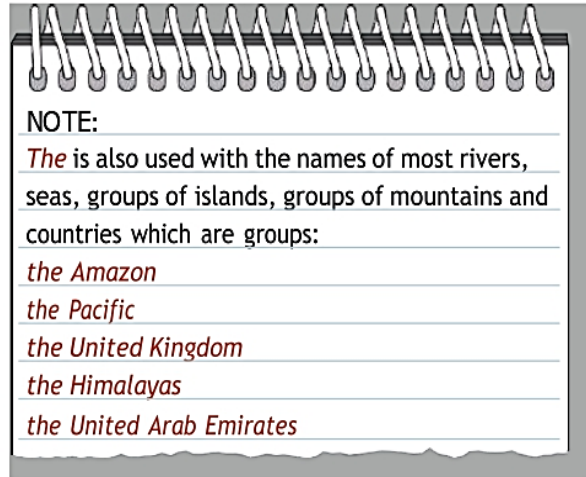 NOTE:
The is also used with the names of most rivers,
seas, groups of islands, groups of mountains and
countries which are groups:
the Amazon
the Pacific
the United Kingdom
the Himalayas
the United Arab Emirates